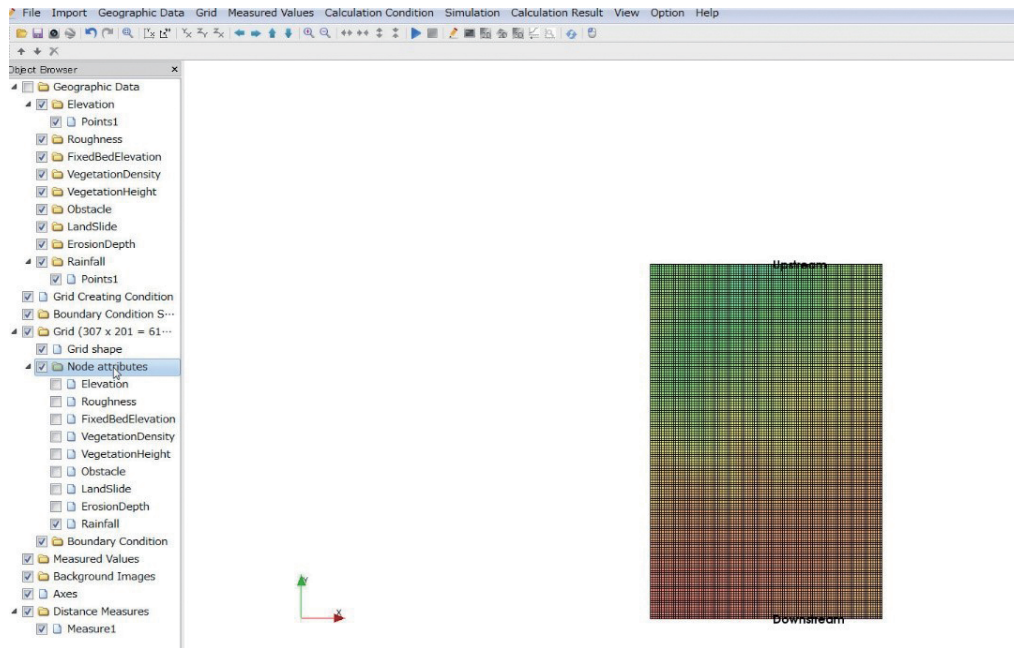 File Import Geographic Data Grid Measured Values Calculation Condition Simulation Calculation Result View Option Help
Object Browser ×
Geographic Data
Elevation
Points1
Roughness
FixedBedElevation
VegetationDensity
VegetationHeight
Obstacle
LandSlide
ErosionDepth
Rainfall
Points1
Grid Creating Condition
Boundary Condition S···
Grid (307 x 201 = 61···
Grid shape
Node attributes
Elevation
Roughness
FixedBedElevation
VegetationDensity
VegetationHeight
Obstacle
LandSlide
ErosionDepth
Rainfall
Boundary Condition
Measured Values
Background Images
Axes
Distance Measures
Measure1
Upstream
Downstream
Y
X